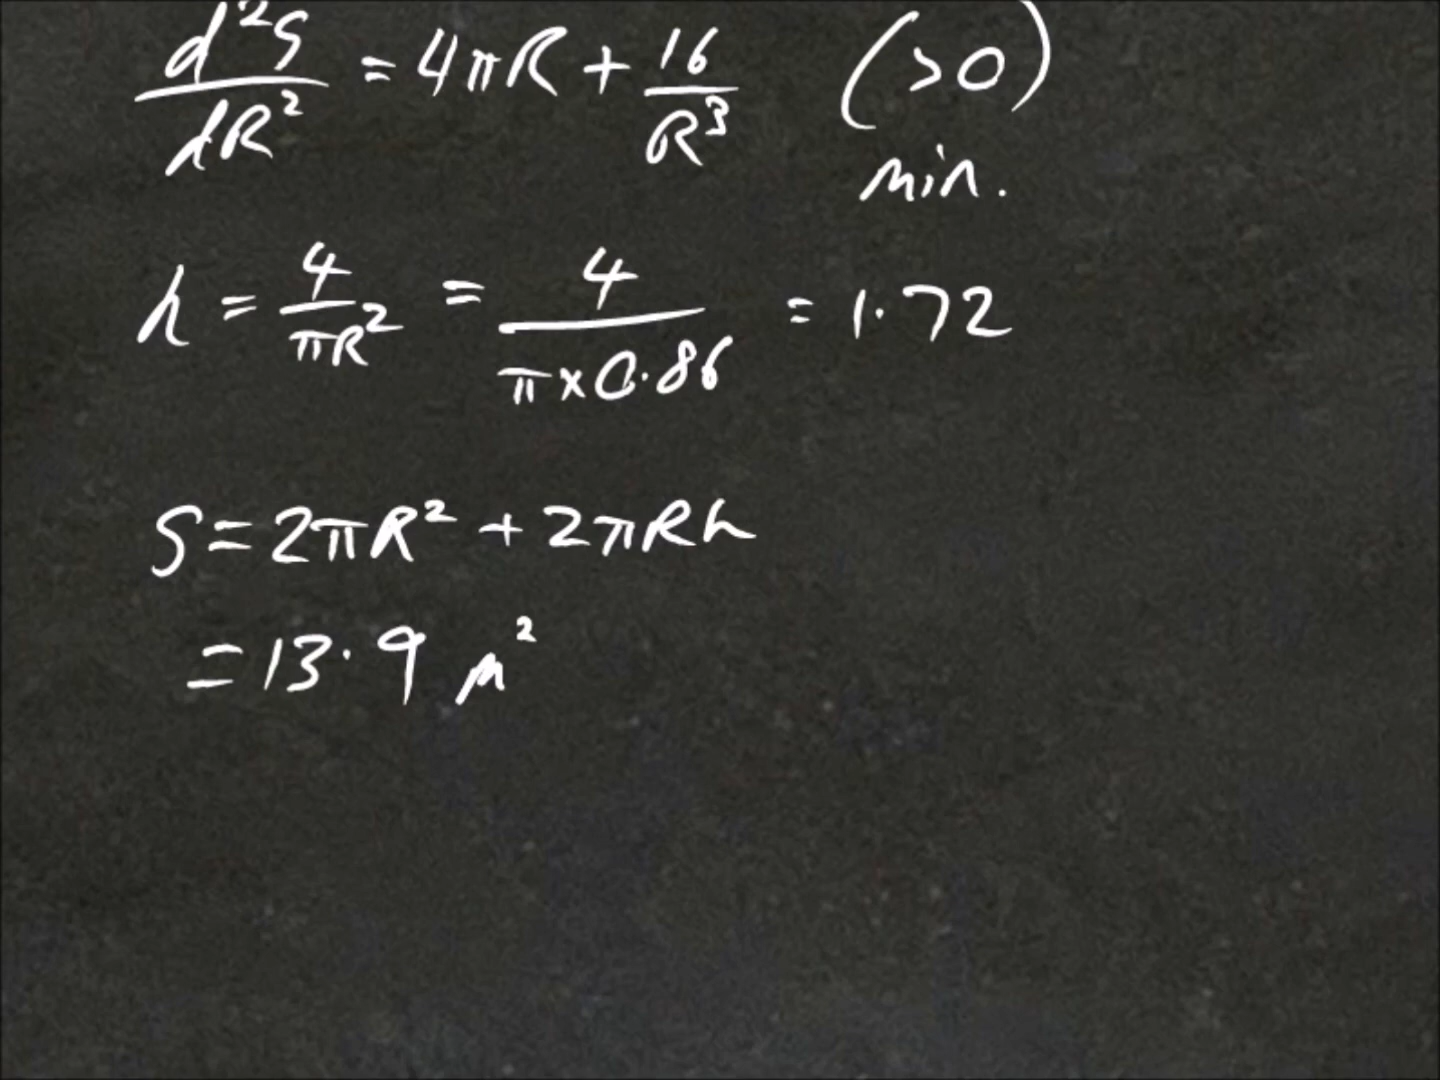 d²S/dR² = 4πR + 16/R³ (>0)
min.
h = 4/πR² = 4/π×0.86 = 1.72
S = 2πR² + 2πRh
= 13.9 m²